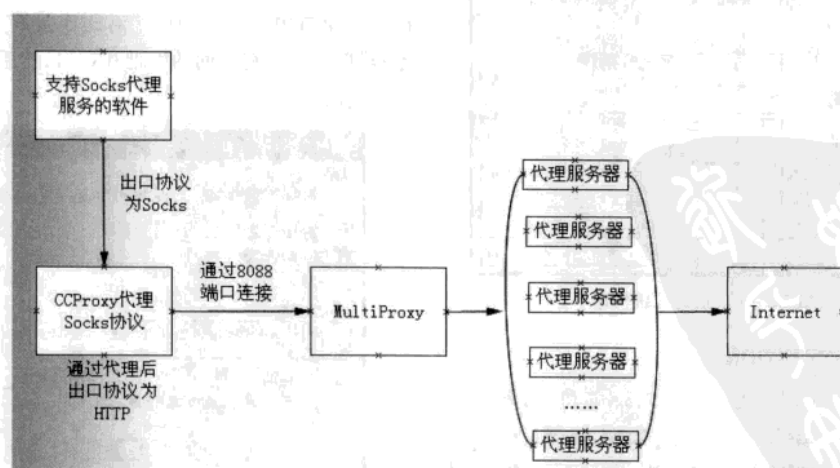 支持Socks代理
服务的软件
出口协议
为Socks
CCProxy代理
Socks协议
通过代理后
出口协议为
HTTP
通过8088
端口连接
MultiProxy
代理服务器
代理服务器
代理服务器
代理服务器
……
代理服务器
Internet